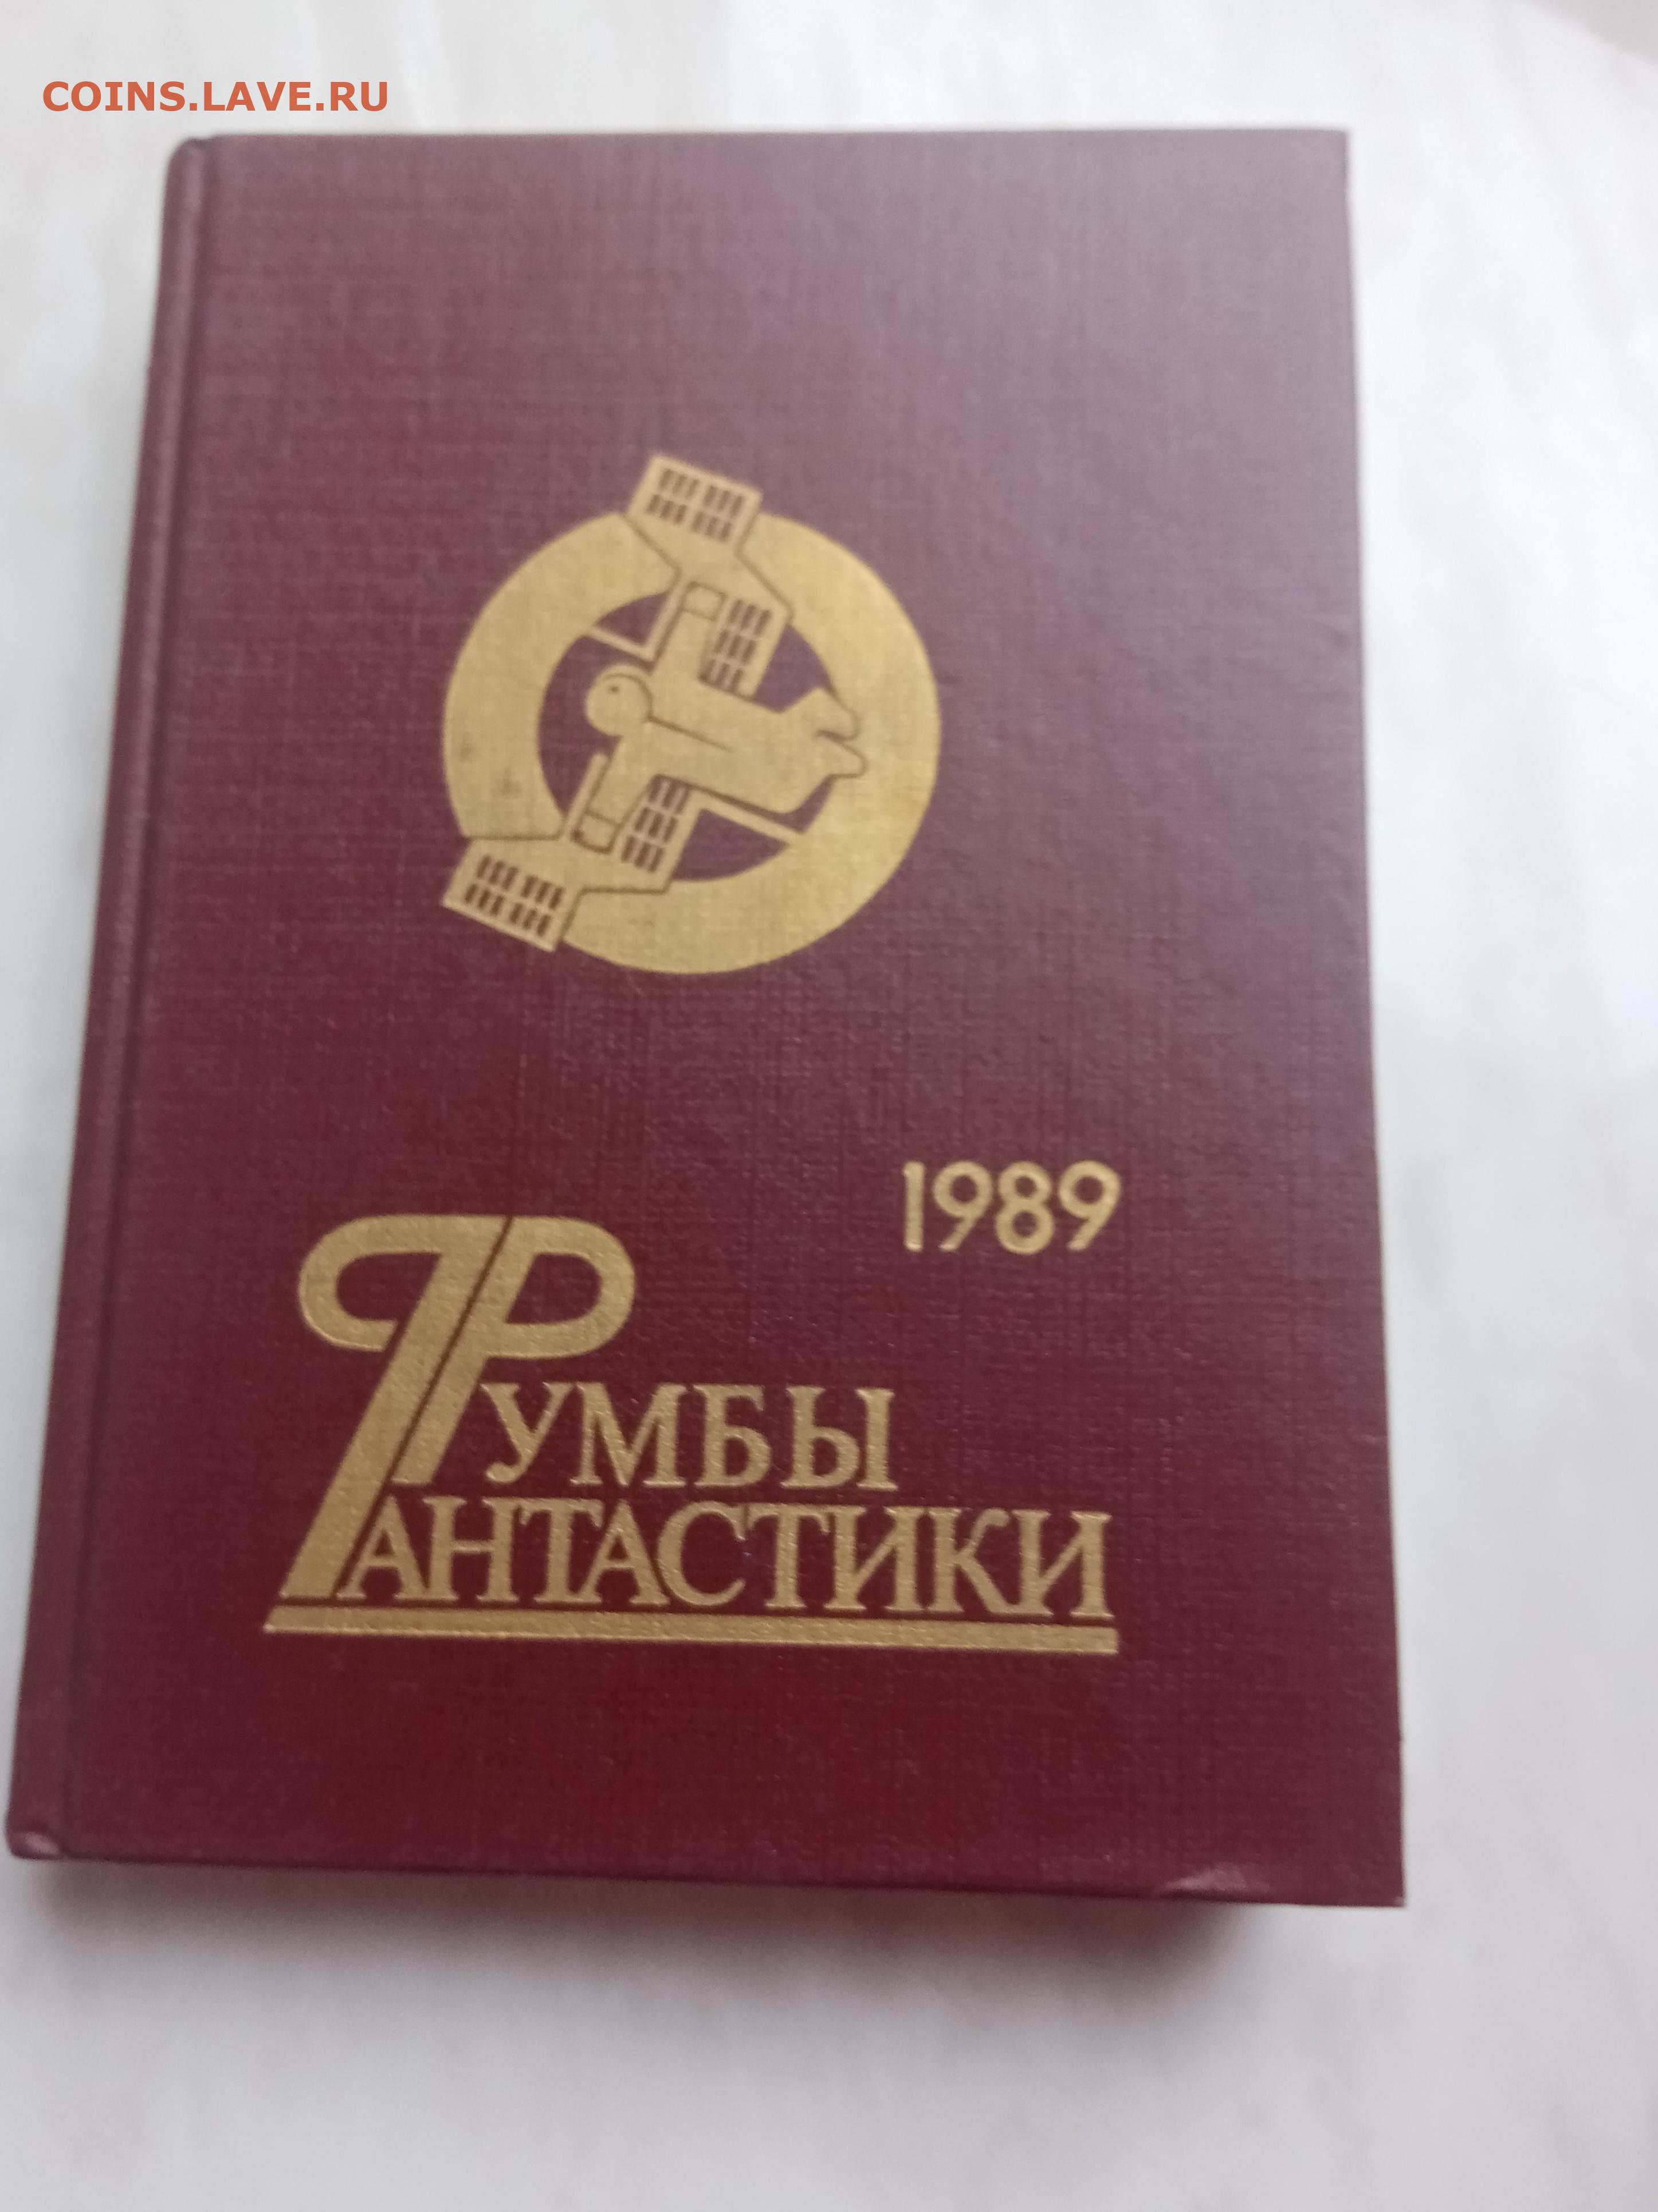 COINS.LAVE.RU
1989
РУМБЫ
ФАНТАСТИКИ